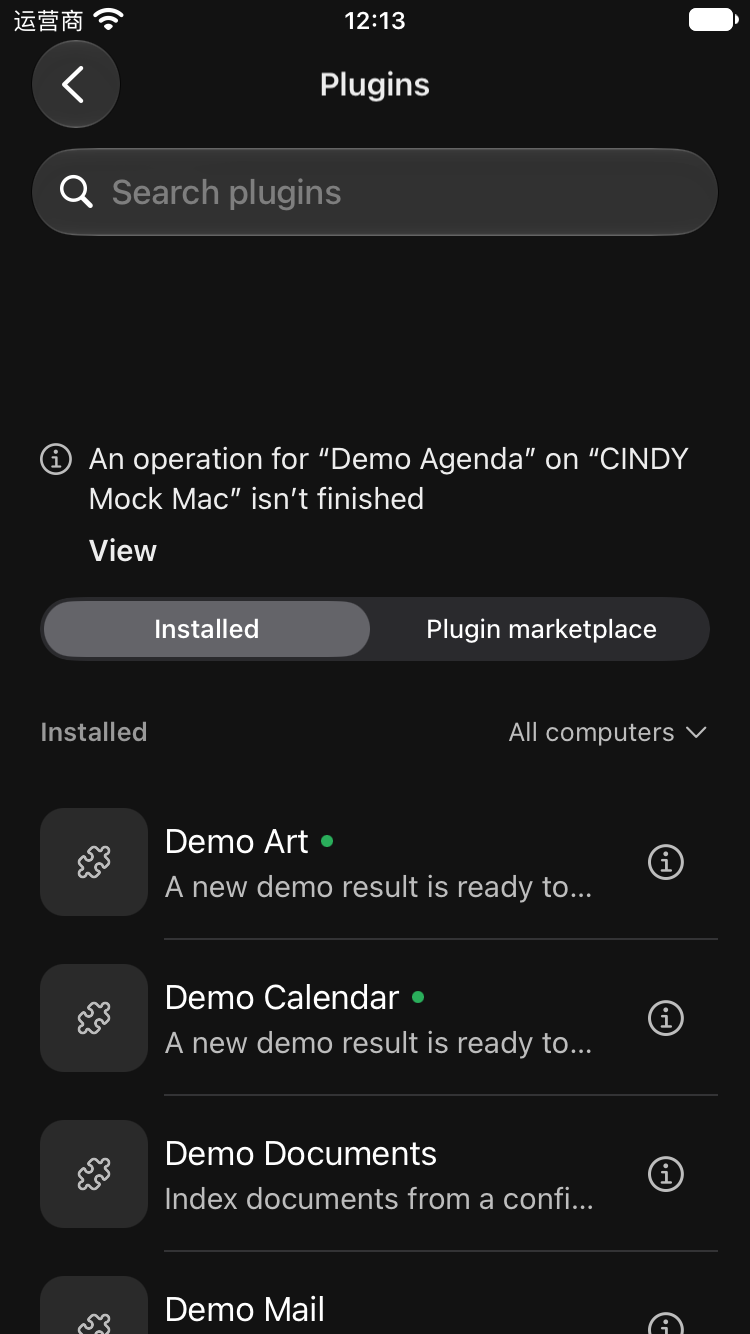 运营商
12:13
Plugins
Search plugins
An operation for “Demo Agenda” on “CINDY
Mock Mac” isn’t finished
View
Installed
Plugin marketplace
Installed
All computers
Demo Art
A new demo result is ready to...
Demo Calendar
A new demo result is ready to...
Demo Documents
Index documents from a confi...
Demo Mail